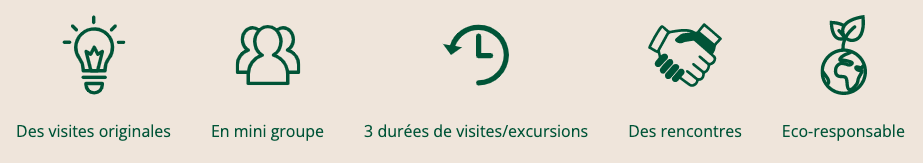 Des visites originales
En mini groupe
3 durées de visites/excursions
Des rencontres
Eco-responsable